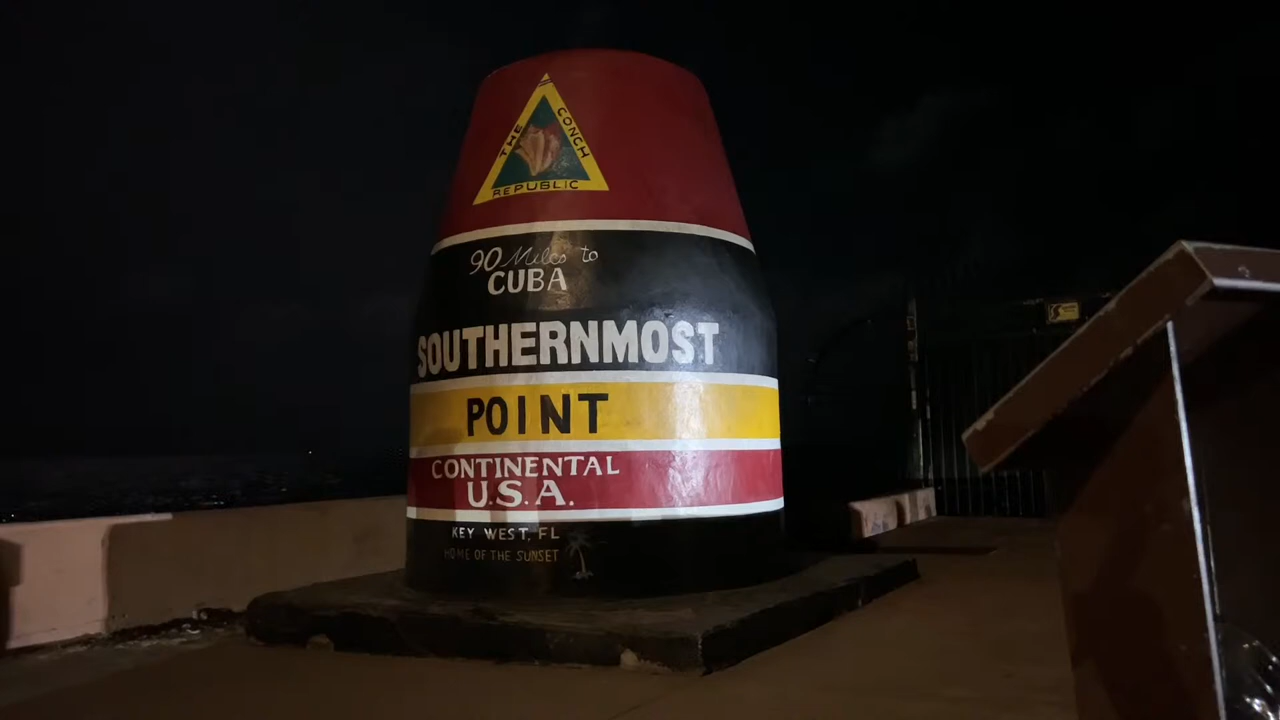 THE CONCH
REPUBLIC
90 Miles to
CUBA
SOUTHERNMOST
POINT
CONTINENTAL
U.S.A.
KEY WEST, FL
HOME OF THE SUNSET